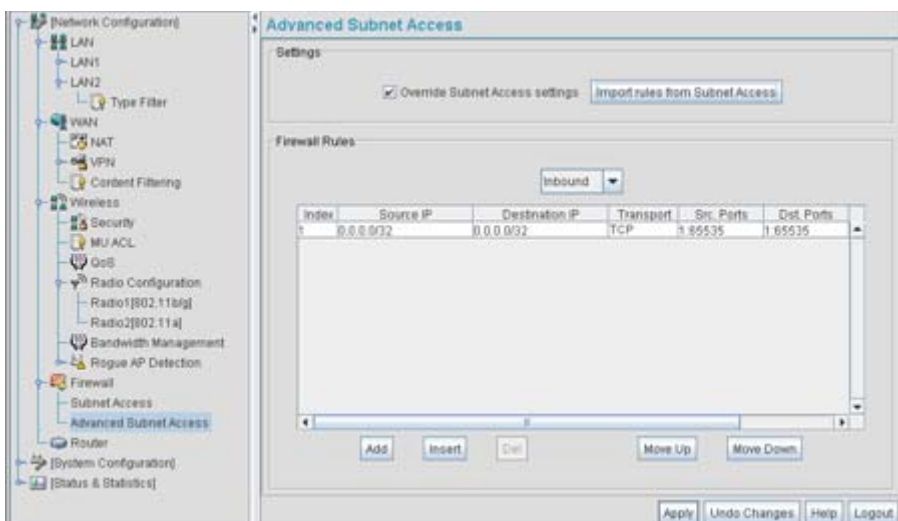 [Network Configuration]
LAN
LAN1
LAN2
Type Filter
WAN
NAT
VPN
Content Filtering
Wireless
Security
MU ACL
QoS
Radio Configuration
Radio1[802.11b/g]
Radio2[802.11a]
Bandwidth Management
Rogue AP Detection
Firewall
Subnet Access
Advanced Subnet Access
Router
[System Configuration]
[Status & Statistics]
Advanced Subnet Access
Settings
Override Subnet Access settings Import rules from Subnet Access
Firewall Rules
Inbound
Index Source IP Destination IP Transport Src. Ports Dst. Ports
1 0.0.0.0/32 0.0.0.0/32 TCP 1:65535 1:65535
Add Insert Del Move Up Move Down
Apply Undo Changes Help Logout